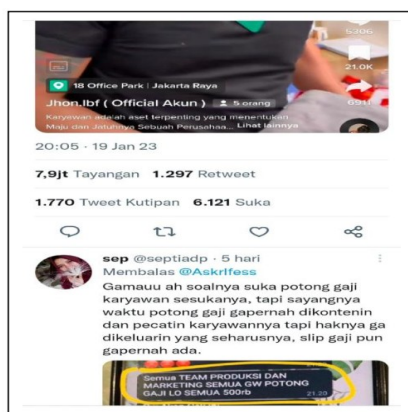 5206
21.0K
18 Office Park | Jakarta Raya
Jhon.lbf ( Official Akun ) 5 orang
Karyawan adalah aset terpenting yang menentukan
Maju dan Jatuhnya Sebuah Perusahaa... Lihat lainnya
20:05 · 19 Jan 23
7,9jt Tayangan 1.297 Retweet
1.770 Tweet Kutipan 6.121 Suka
sep @septiadp · 5 hari
Membalas @Askrlfess
Gamauu ah soalnya suka potong gaji
karyawan sesukanya, tapi sayangnya
waktu potong gaji gapernah dikontenin
dan pecatin karyawannya tapi haknya ga
dikeluarin yang seharusnya, slip gaji pun
gapernah ada.
Semua TEAM PRODUKSI DAN
MARKETING SEMUA GW POTONG
GAJI LO SEMUA 500rb
21.20